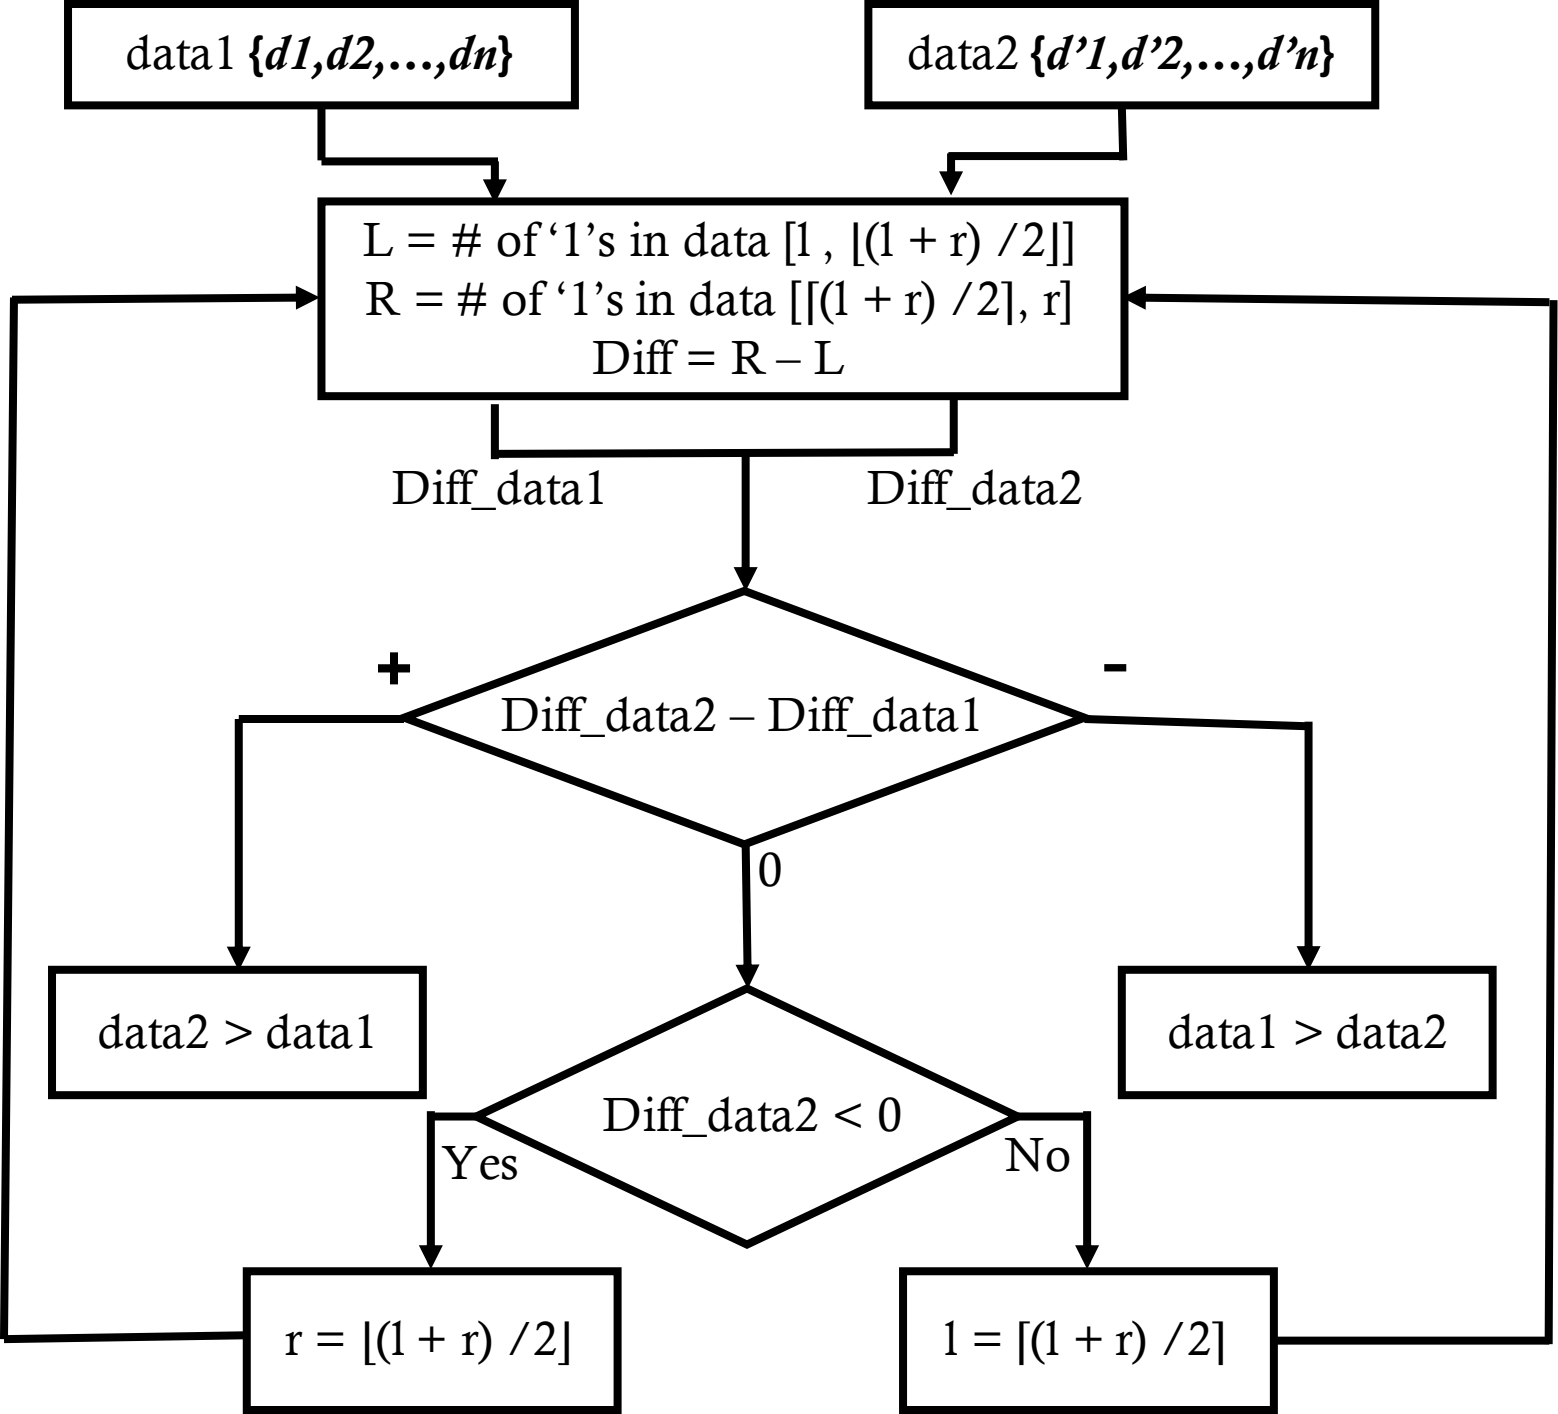 data1 {d1,d2,...,dn}
data2 {d’1,d’2,...,d’n}
L = # of ‘1’s in data [l , ⌊(l + r) /2⌋]
R = # of ‘1’s in data [⌈(l + r) /2⌉, r]
Diff = R – L
Diff_data1
Diff_data2
+
-
Diff_data2 – Diff_data1
0
data2 > data1
data1 > data2
Diff_data2 < 0
Yes
No
r = ⌊(l + r) /2⌋
l = ⌈(l + r) /2⌉